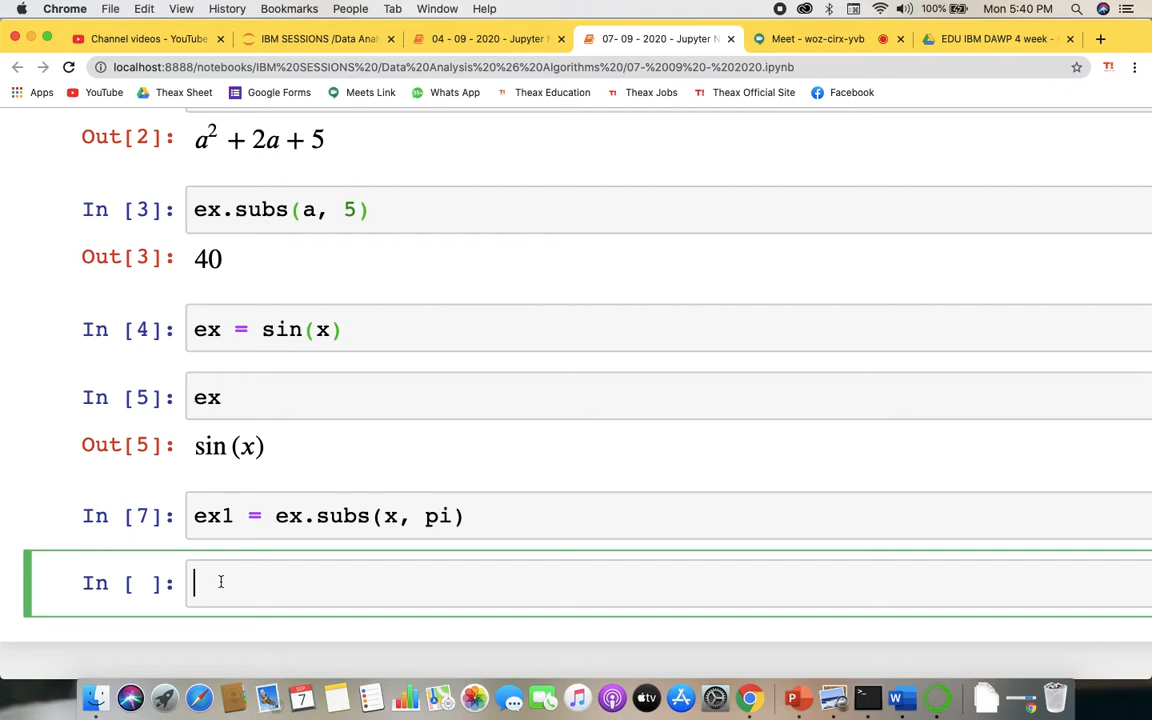 Chrome File Edit View History Bookmarks People Tab Window Help 100% Mon 5:40 PM
Channel videos - YouTube IBM SESSIONS /Data Anal 04 - 09 - 2020 - Jupyter N 07- 09 - 2020 - Jupyter N Meet - woz-cirx-yvb EDU IBM DAWP 4 week -
localhost:8888/notebooks/IBM%20SESSIONS%20/Data%20Analysis%20%26%20Algorithms%20/07-%2009%20-%202020.ipynb T!
Apps YouTube Theax Sheet Google Forms Meets Link Whats App Theax Education Theax Jobs Theax Official Site Facebook
Out[2]: a² + 2a + 5
In [3]: ex.subs(a, 5)
Out[3]: 40
In [4]: ex = sin(x)
In [5]: ex
Out[5]: sin (x)
In [7]: ex1 = ex.subs(x, pi)
In [ ]: